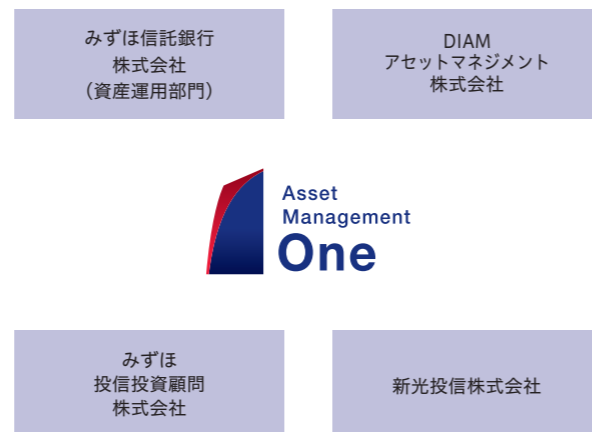 みずほ信託銀行
株式会社
（資産運用部門）
DIAM
アセットマネジメント
株式会社
Asset
Management
One
みずほ
投信投資顧問
株式会社
新光投信株式会社